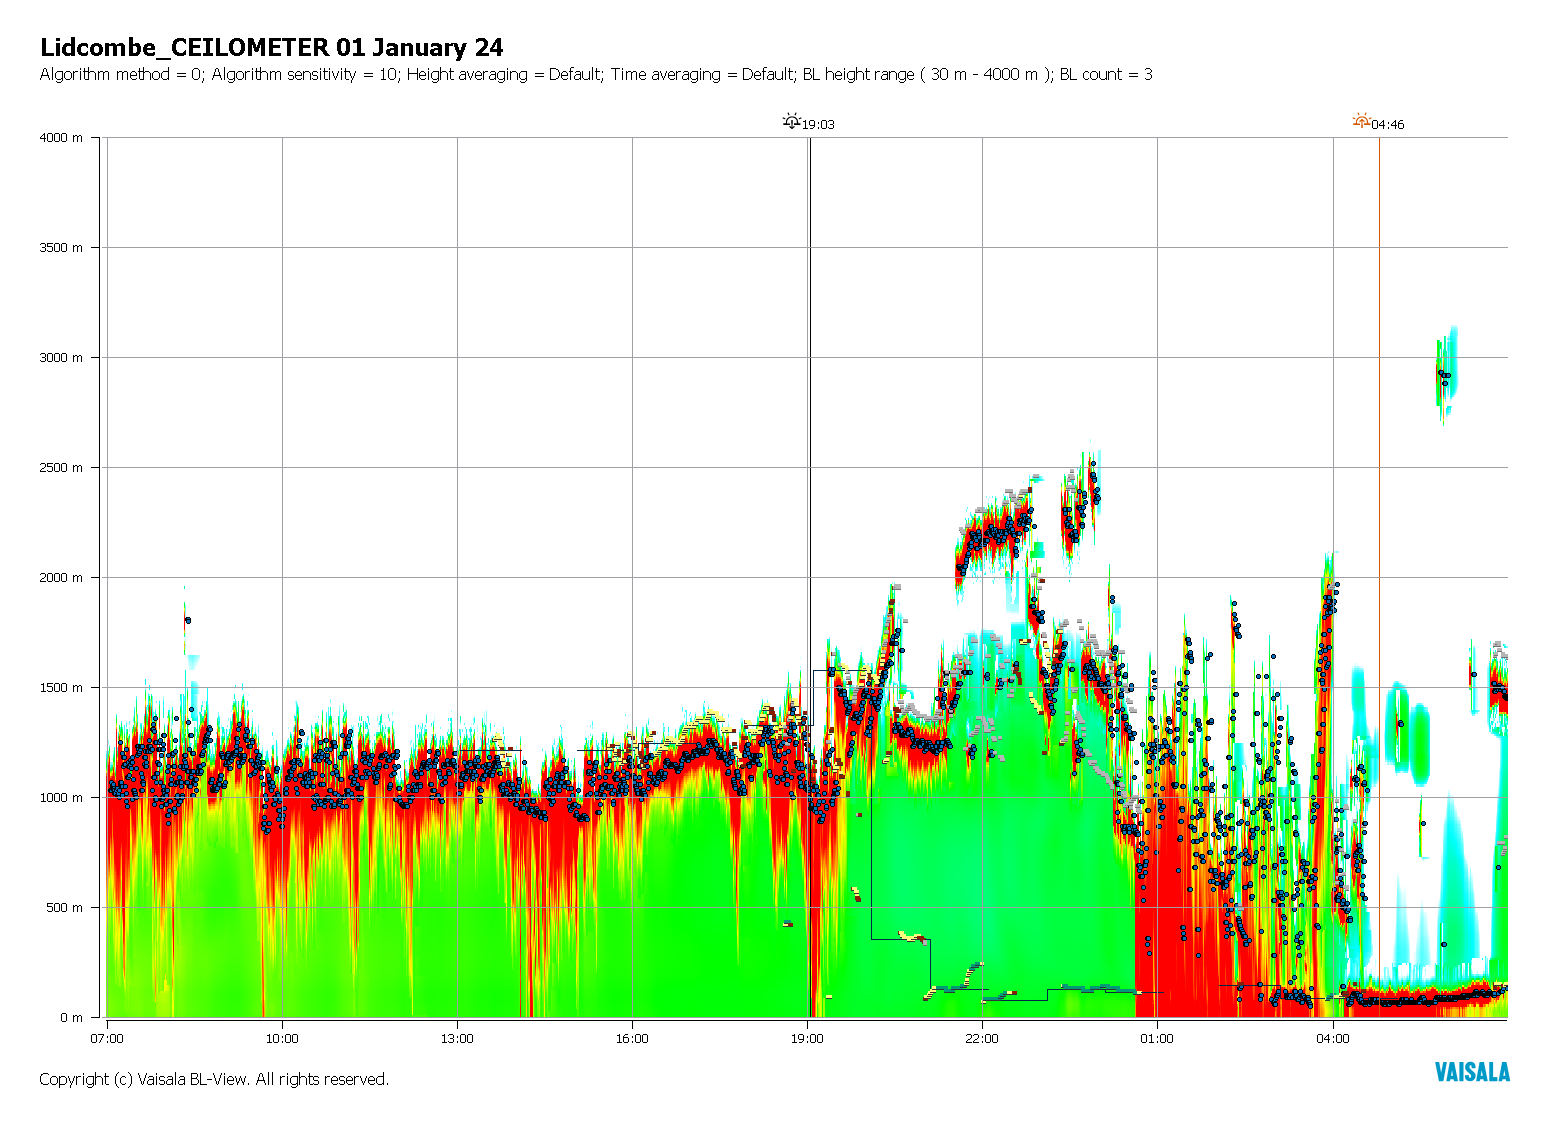 Lidcombe_CEILOMETER 01 January 24
Algorithm method = 0; Algorithm sensitivity = 10; Height averaging = Default; Time averaging = Default; BL height range ( 30 m - 4000 m ); BL count = 3
19:03
04:46
4000 m
3500 m
3000 m
2500 m
2000 m
1500 m
1000 m
500 m
0 m
07:00
10:00
13:00
16:00
19:00
22:00
01:00
04:00
Copyright (c) Vaisala BL-View. All rights reserved.
VAISALA